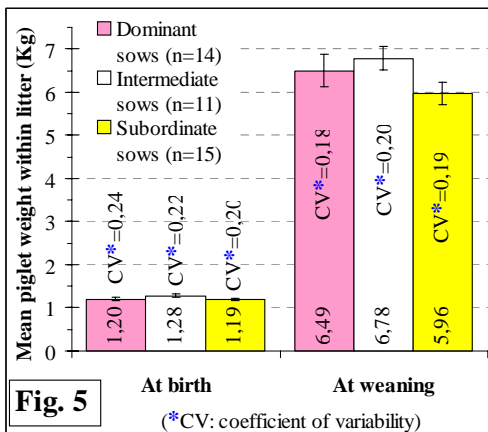 Mean piglet weight within litter (Kg)
7
6
5
4
3
2
1
0
Dominant
sows (n=14)
Intermediate
sows (n=11)
Subordinate
sows (n=15)
CV*=0,24
CV*=0,22
CV*=0,20
1,20
1,28
1,19
CV*=0,18
CV*=0,20
CV*=0,19
6,49
6,78
5,96
At birth
At weaning
Fig. 5
(*CV: coefficient of variability)